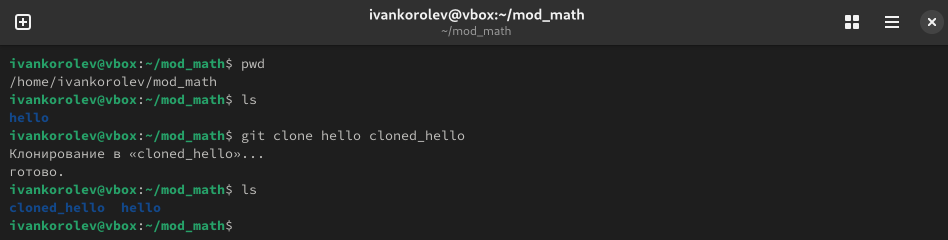 ivankorolev@vbox:~/mod_math
~/mod_math
ivankorolev@vbox:~/mod_math$ pwd
/home/ivankorolev/mod_math
ivankorolev@vbox:~/mod_math$ ls
hello
ivankorolev@vbox:~/mod_math$ git clone hello cloned_hello
Клонирование в «cloned_hello»...
готово.
ivankorolev@vbox:~/mod_math$ ls
cloned_hello  hello
ivankorolev@vbox:~/mod_math$